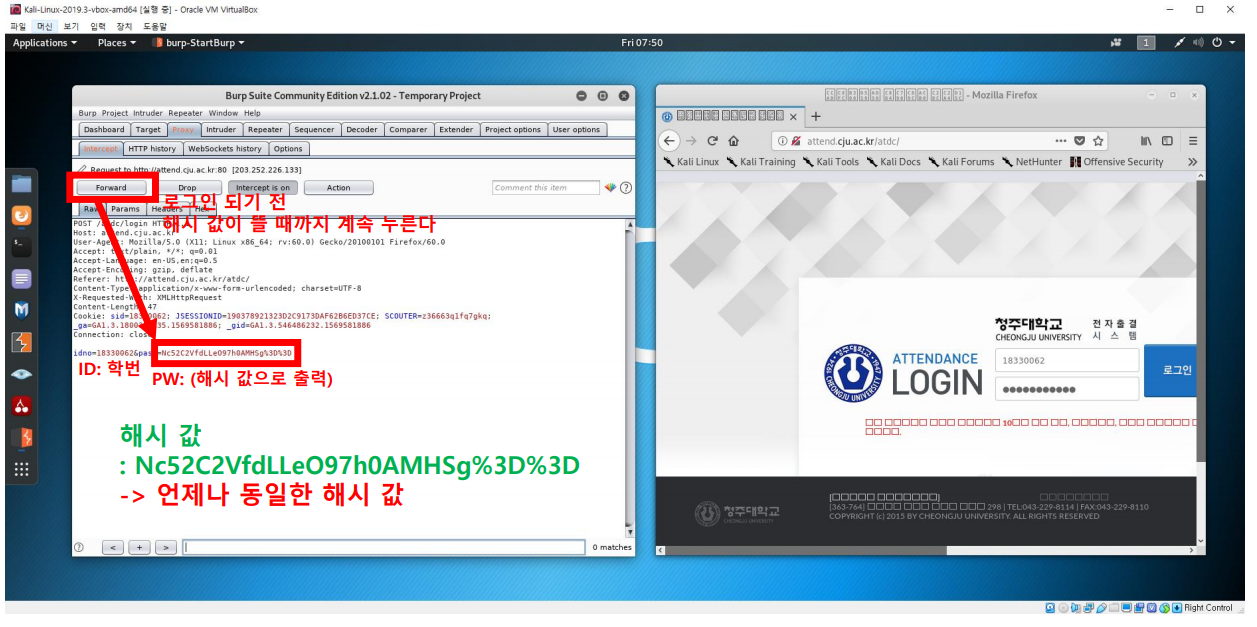 Kali-Linux-2019.3-vbox-amd64 [실행 중] - Oracle VM VirtualBox
파일 머신 보기 입력 장치 도움말
Applications Places burp-StartBurp Fri 07:50 1
Burp Suite Community Edition v2.1.02 - Temporary Project
Burp Project Intruder Repeater Window Help
Dashboard Target Proxy Intruder Repeater Sequencer Decoder Comparer Extender Project options User options
Intercept HTTP history WebSockets history Options
Request to http://attend.cju.ac.kr:80 [203.252.226.133]
Forward Drop Intercept is on Action Comment this item
Raw Params Headers Hex
로그인 되기 전
해시 값이 뜰 때까지 계속 누른다
POST /atdc/login
Host: attend.cju.ac.kr
User-Agent: Mozilla/5.0 (X11; Linux x86_64; rv:60.0) Gecko/20100101 Firefox/60.0
Accept: text/plain, */*; q=0.01
Accept-Language: en-US,en;q=0.5
Accept-Encoding: gzip, deflate
Referer: http://attend.cju.ac.kr/atdc/
Content-Type: application/x-www-form-urlencoded; charset=UTF-8
X-Requested-With: XMLHttpRequest
Content-Length: 47
Cookie: sid=18330062; JSESSIONID=190378921323D2C9173DAF62B6ED37CE; SCOUTER=z36663q1fq7gkq;
_gid=GA1.3.546486232.1569581886
Connection: close
idno=18330062&pass=Nc52C2VfdLLeO97h0AMHSg%3D%3D
ID: 학번
PW: (해시 값으로 출력)
해시 값
: Nc52C2VfdLLeO97h0AMHSg%3D%3D
-> 언제나 동일한 해시 값
? < + > 0 matches
- Mozilla Firefox
attend.cju.ac.kr/atdc/
Kali Linux Kali Training Kali Tools Kali Docs Kali Forums NetHunter Offensive Security
청주대학교 전자출결
CHEONGJU UNIVERSITY 시스템
ATTENDANCE
LOGIN
18330062
로그인
10
청주대학교
CHEONGJU UNIVERSITY
[363-764] 298 | TEL:043-229-8114 | FAX:043-229-8110
COPYRIGHT (c) 2015 BY CHEONGJU UNIVERSITY. ALL RIGHTS RESERVED
Right Control